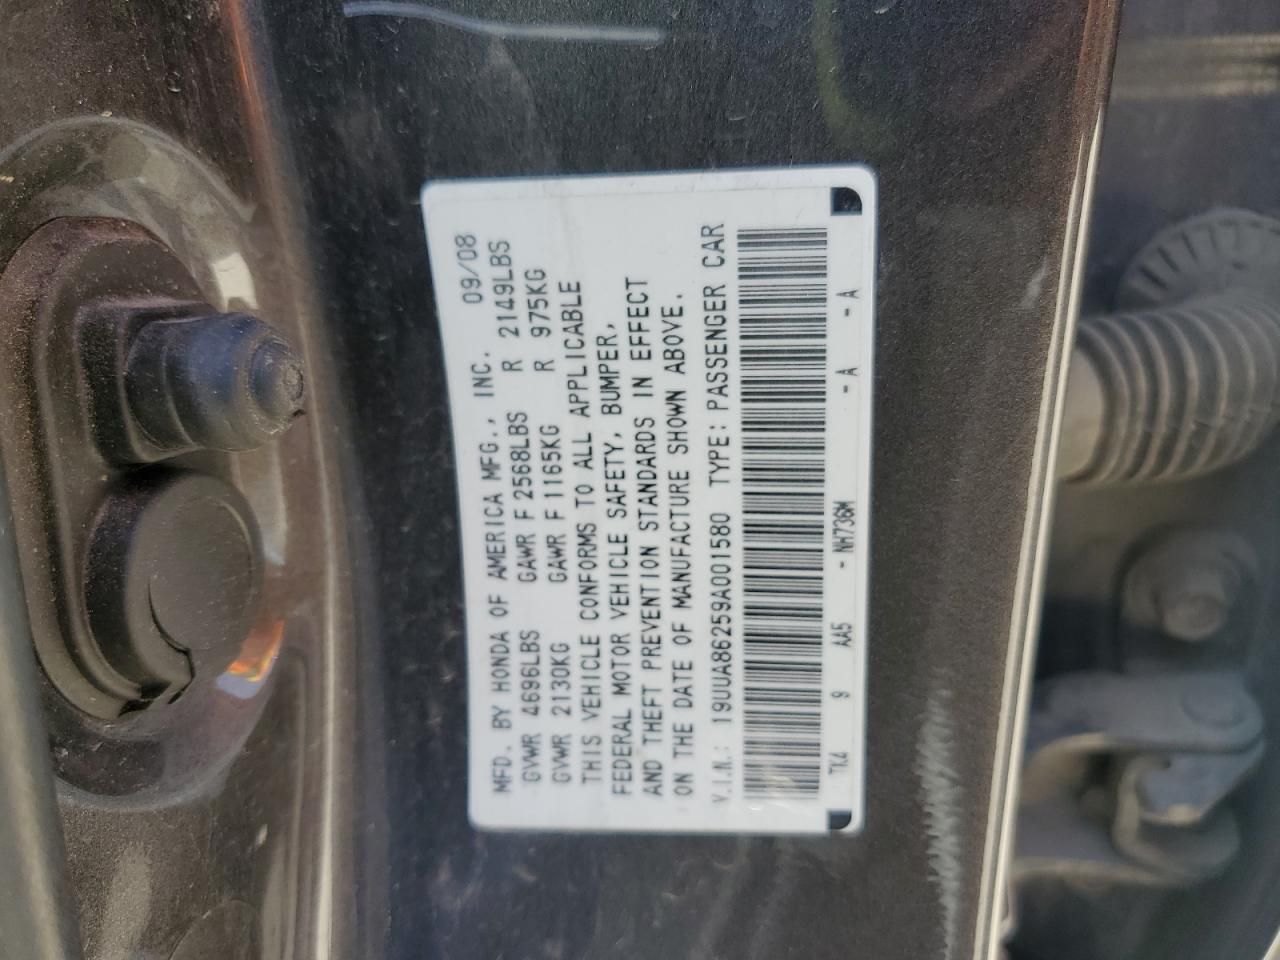 MFD. BY HONDA OF AMERICA MFG., INC. 09/08
GVWR 4696LBS GAWR F 2568LBS R 2149LBS
GVWR 2130KG GAWR F 1165KG R 975KG
THIS VEHICLE CONFORMS TO ALL APPLICABLE
FEDERAL MOTOR VEHICLE SAFETY, BUMPER,
AND THEFT PREVENTION STANDARDS IN EFFECT
ON THE DATE OF MANUFACTURE SHOWN ABOVE.
V.I.N.: 19UUA86259A001580 TYPE: PASSENGER CAR
TK4 9 AA5 - NH736M - A - A